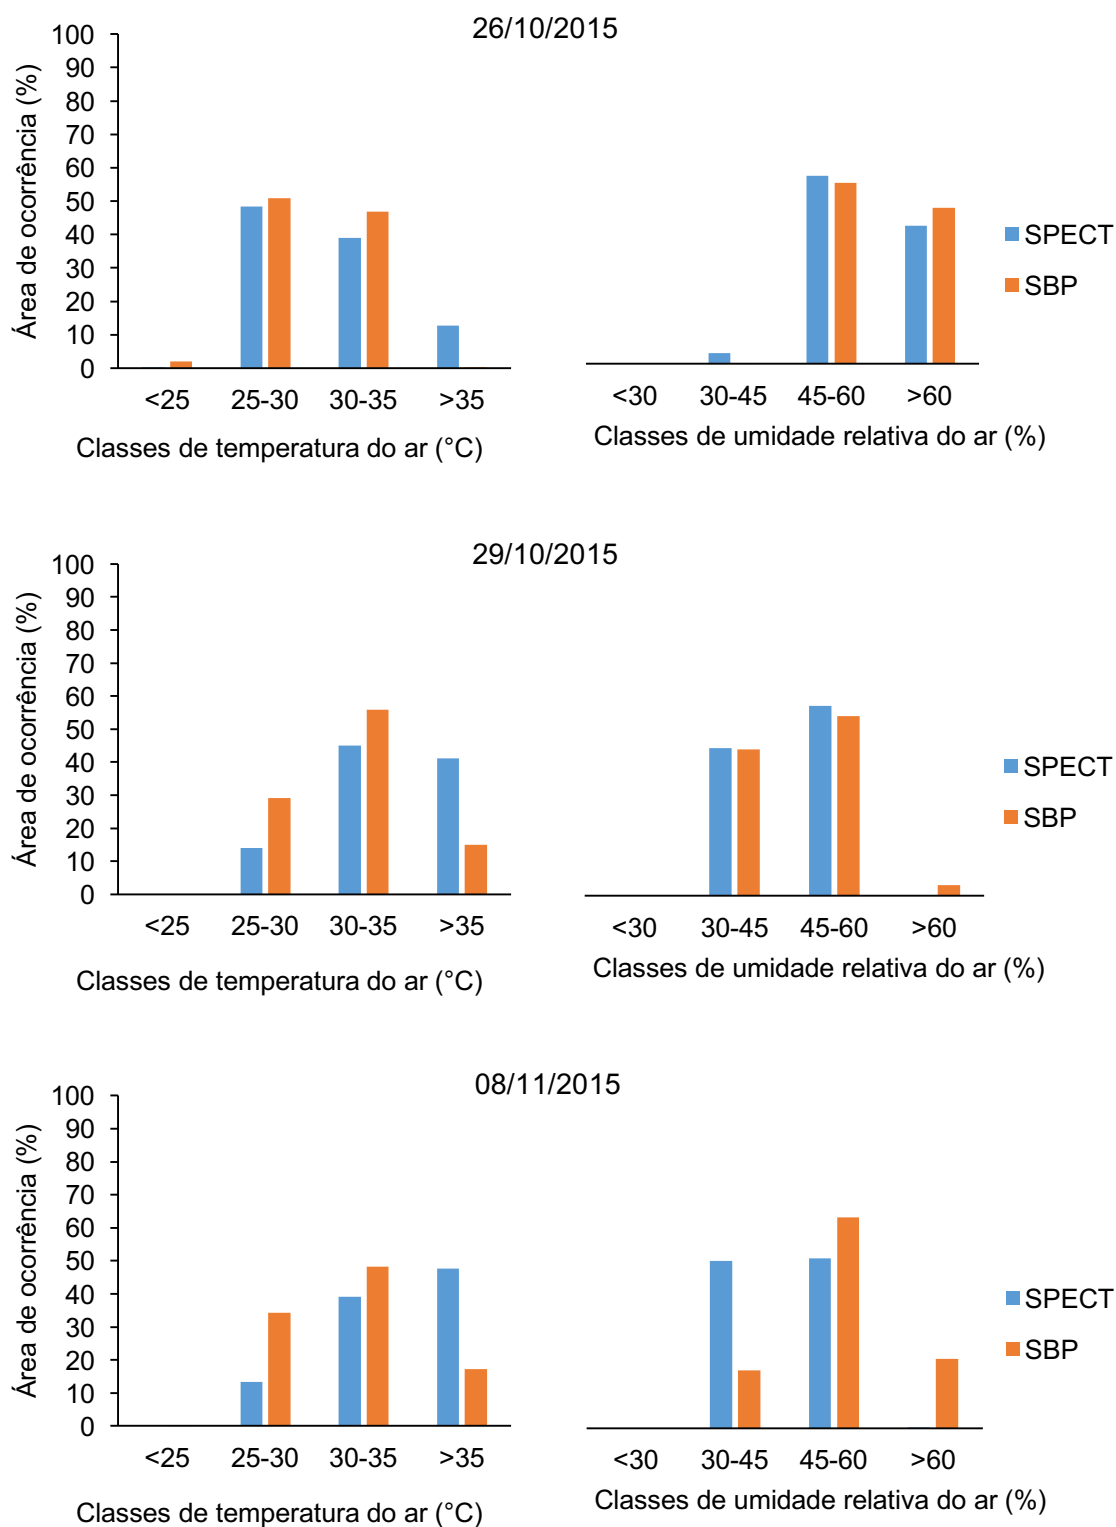 26/10/2015
Área de ocorrência (%)
100
90
80
70
60
50
40
30
20
10
0
<25 25-30 30-35 >35
Classes de temperatura do ar (°C)
<30 30-45 45-60 >60
Classes de umidade relativa do ar (%)
SPECT
SBP
29/10/2015
Área de ocorrência (%)
100
90
80
70
60
50
40
30
20
10
0
<25 25-30 30-35 >35
Classes de temperatura do ar (°C)
<30 30-45 45-60 >60
Classes de umidade relativa do ar (%)
SPECT
SBP
08/11/2015
Área de ocorrência (%)
100
90
80
70
60
50
40
30
20
10
0
<25 25-30 30-35 >35
Classes de temperatura do ar (°C)
<30 30-45 45-60 >60
Classes de umidade relativa do ar (%)
SPECT
SBP